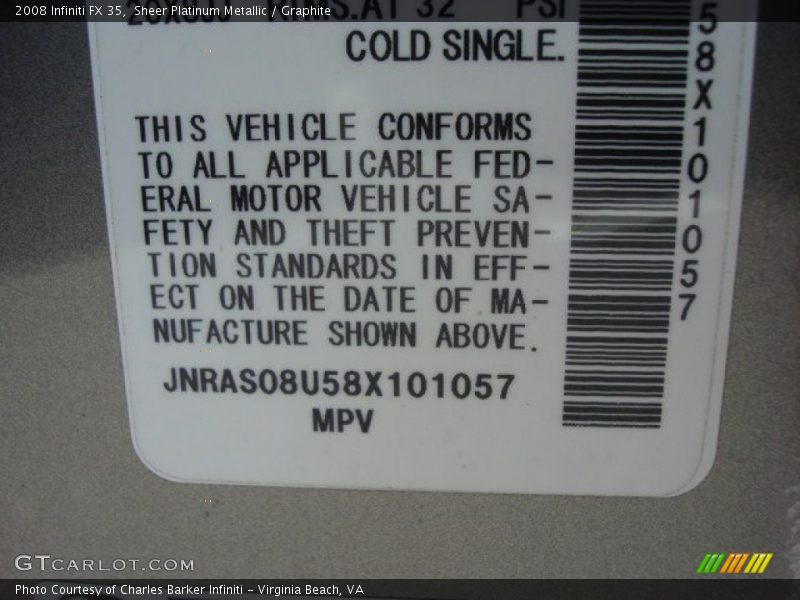 2008 Infiniti FX 35, Sheer Platinum Metallic / Graphite
32 PSI
COLD SINGLE.
THIS VEHICLE CONFORMS
TO ALL APPLICABLE FED-
ERAL MOTOR VEHICLE SA-
FETY AND THEFT PREVEN-
TION STANDARDS IN EFF-
ECT ON THE DATE OF MA-
NUFACTURE SHOWN ABOVE.
JNRAS08U58X101057
MPV
58X101057
GTCARLOT.COM
Photo Courtesy of Charles Barker Infiniti - Virginia Beach, VA